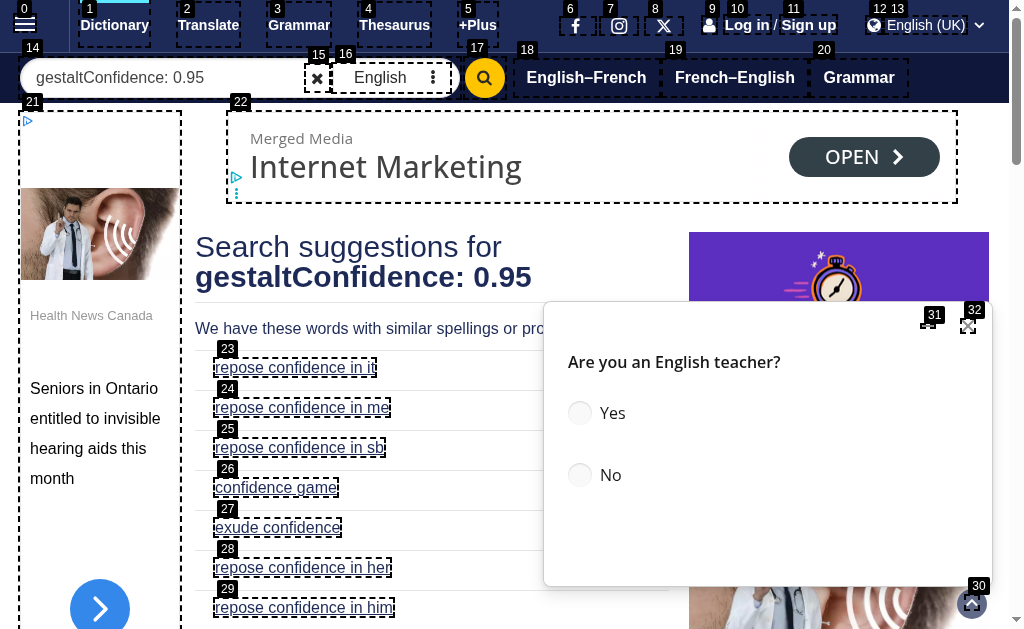 0 1 2 3 4 5 6 7 8 9 10 11 12 13
Dictionary Translate Grammar Thesaurus +Plus Log in / Sign up English (UK)
14 15 16 17 18 19 20
gestaltConfidence: 0.95 English English–French French–English Grammar
21 22
Merged Media
Internet Marketing
OPEN
Health News Canada
Seniors in Ontario
entitled to invisible
hearing aids this
month
Search suggestions for
gestaltConfidence: 0.95
We have these words with similar spellings or pro
23
repose confidence in it
24
repose confidence in me
25
repose confidence in sb
26
confidence game
27
exude confidence
28
repose confidence in her
29
repose confidence in him
31 32
Are you an English teacher?
Yes
No
30